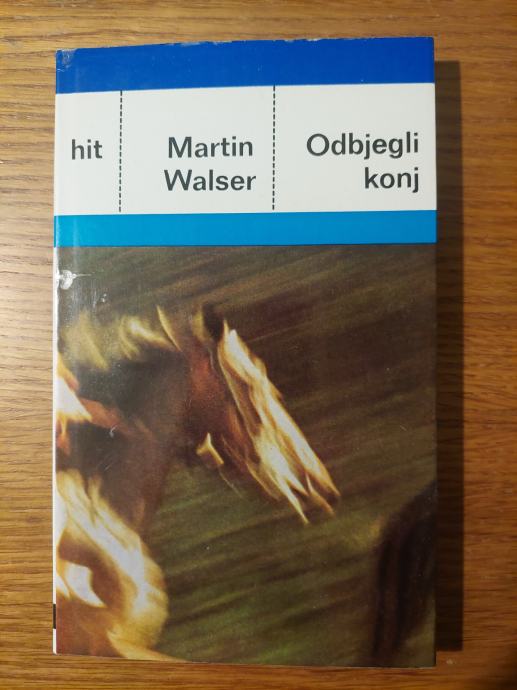 hit
Martin
Walser
Odbjegli
konj